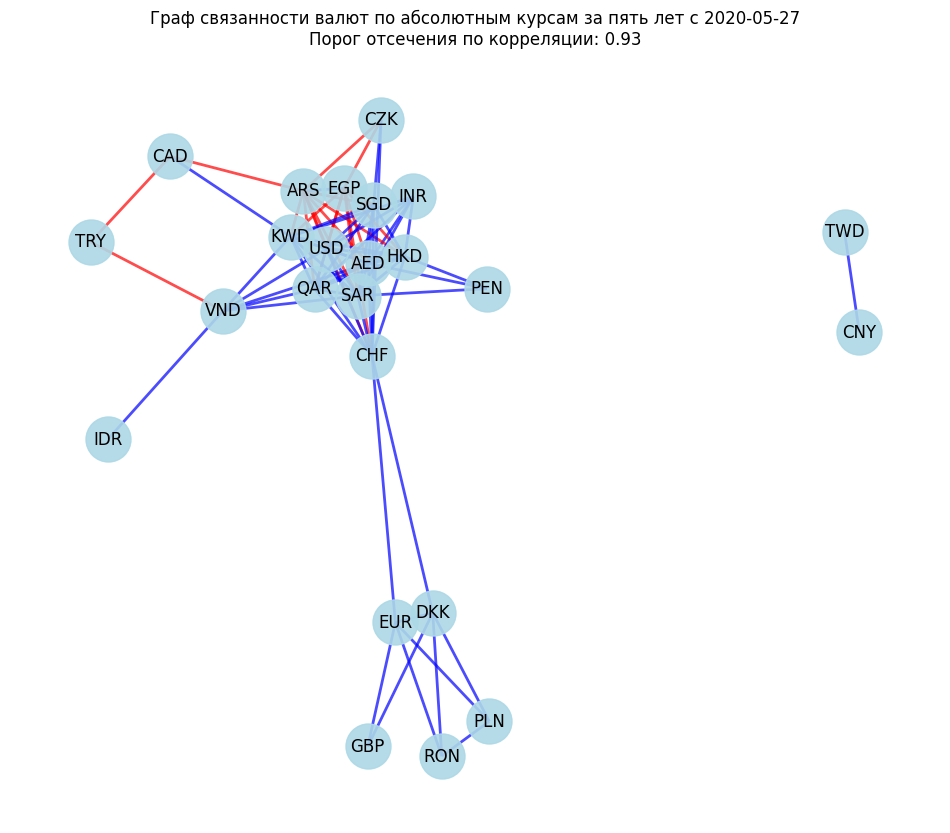 Граф связанности валют по абсолютным курсам за пять лет с 2020-05-27
Порог отсечения по корреляции: 0.93
CZK
CAD
ARS
EGP
SGD
INR
TRY
KWD
USD
AED
HKD
TWD
QAR
SAR
PEN
VND
CNY
CHF
IDR
EUR
DKK
PLN
GBP
RON